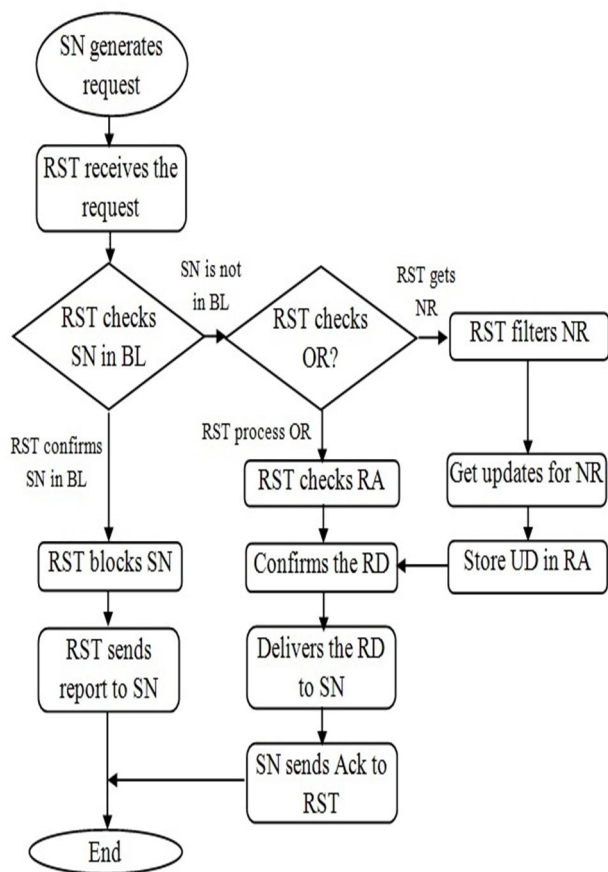 SN generates
request
RST receives the
request
RST checks
SN in BL
SN is not
in BL
RST checks
OR?
RST gets
NR
RST filters NR
RST confirms
SN in BL
RST process OR
RST checks RA
Get updates for NR
RST blocks SN
Confirms the RD
Store UD in RA
RST sends
report to SN
Delivers the RD
to SN
SN sends Ack to
RST
End